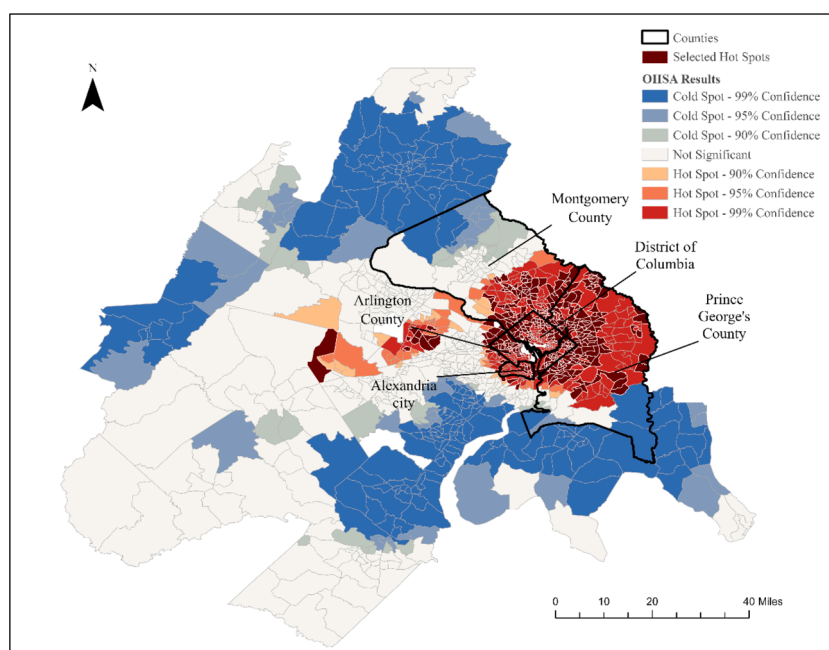 N
Counties
Selected Hot Spots
OHSA Results
Cold Spot - 99% Confidence
Cold Spot - 95% Confidence
Cold Spot - 90% Confidence
Not Significant
Hot Spot - 90% Confidence
Hot Spot - 95% Confidence
Hot Spot - 99% Confidence
Montgomery
County
District of
Columbia
Prince
George's
County
Arlington
County
Alexandria
city
0 10 20 40 Miles